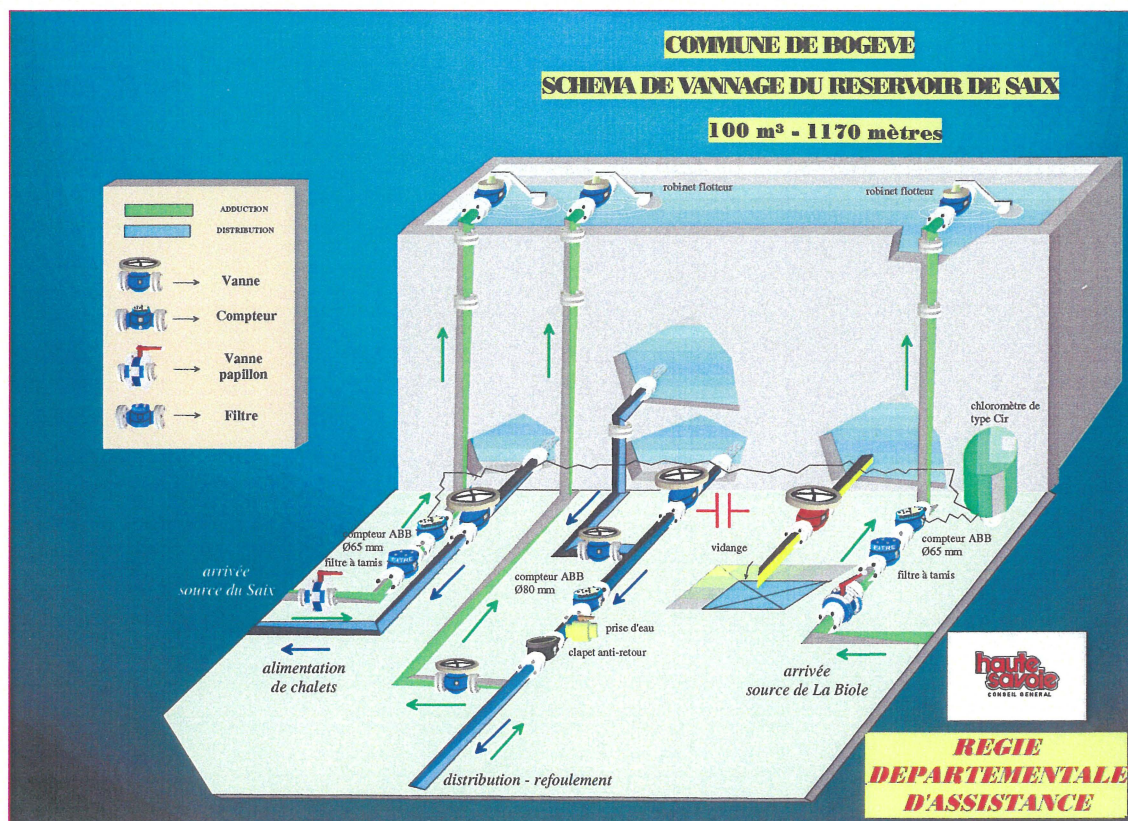 COMMUNE DE BOGEVE
SCHEMA DE VANNAGE DU RESERVOIR DE SAIX
100 m³ - 1170 mètres
robinet flotteur
robinet flotteur
ADDUCTION
DISTRIBUTION
Vanne
Compteur
Vanne
papillon
Filtre
chloromètre de
type Cir
compteur ABB
Ø65 mm
filtre à tamis
FILTRE
arrivée
source du Saix
alimentation
de chalets
compteur ABB
Ø80 mm
prise d'eau
clapet anti-retour
vidange
compteur ABB
Ø65 mm
FILTRE
filtre à tamis
arrivée
source de La Biole
distribution - refoulement
haute
savoie
CONSEIL GENERAL
REGIE
DEPARTEMENTALE
D'ASSISTANCE